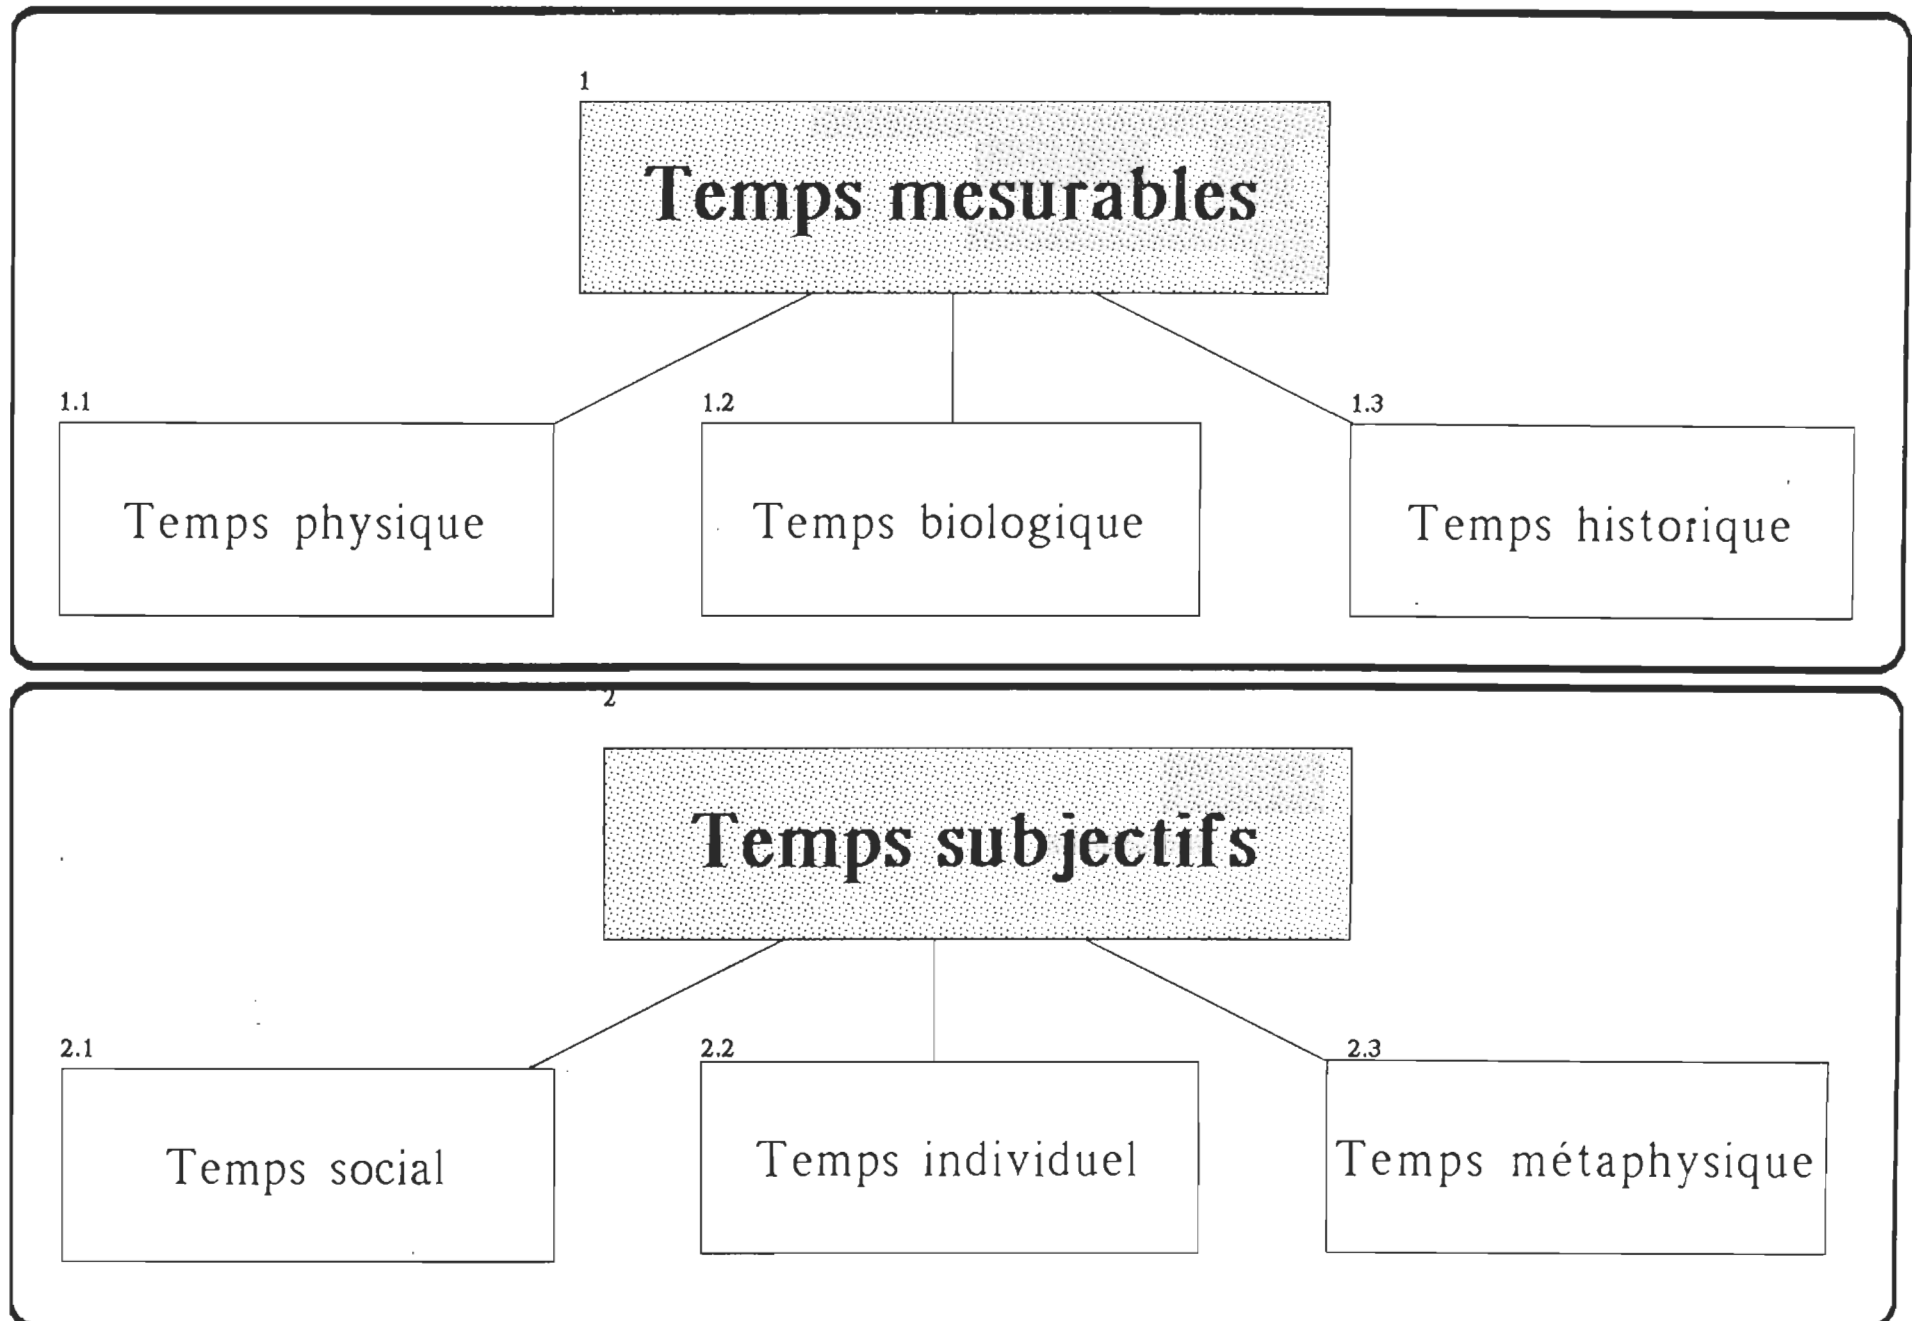 1
Temps mesurables
1.1
1.2
1.3
Temps physique
Temps biologique
Temps historique
2
Temps subjectifs
2.1
2.2
2.3
Temps social
Temps individuel
Temps métaphysique